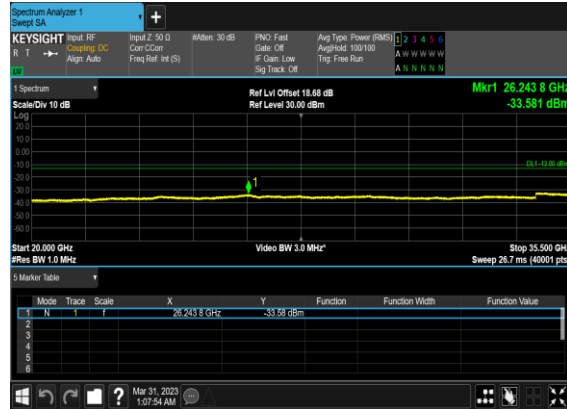 Spectrum Analyzer 1
Swept SA
+
KEYSIGHT Input: RF Input Z: 50 Ω #Atten: 30 dB PNO: Fast Avg Type: Power (RMS) 1 2 3 4 5 6
R T Coupling: DC Corr CCorr Gate: Off Avg|Hold: 100/100 A W W W W W
Align: Auto Freq Ref: Int (S) IF Gain: Low Trig: Free Run
Sig Track: Off A N N N N N
1 Spectrum Ref Lvl Offset 18.68 dB Mkr1 26.243 8 GHz
Scale/Div 10 dB Ref Level 30.00 dBm -33.581 dBm
Log
20.0
10.0
0.00
-10.0
DL1 -13.00 dBm
-20.0
1
-30.0
-40.0
-50.0
-60.0
Start 20.000 GHz Video BW 3.0 MHz* Stop 35.500 GHz
#Res BW 1.0 MHz Sweep 26.7 ms (40001 pts
5 Marker Table
Mode Trace Scale X Y Function Function Width Function Value
1 N 1 f 26.243 8 GHz -33.58 dBm
2
3
4
5
6
? Mar 31, 2023
1:07:54 AM